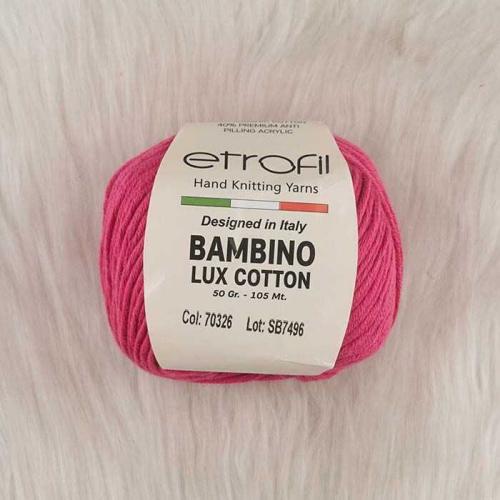 COTTON
40% PREMIUM ANTI
PILLING ACRYLIC
etrofil
Hand Knitting Yarns
Designed in Italy
BAMBINO
LUX COTTON
50 Gr. - 105 Mt.
Col: 70326 Lot: SB7496